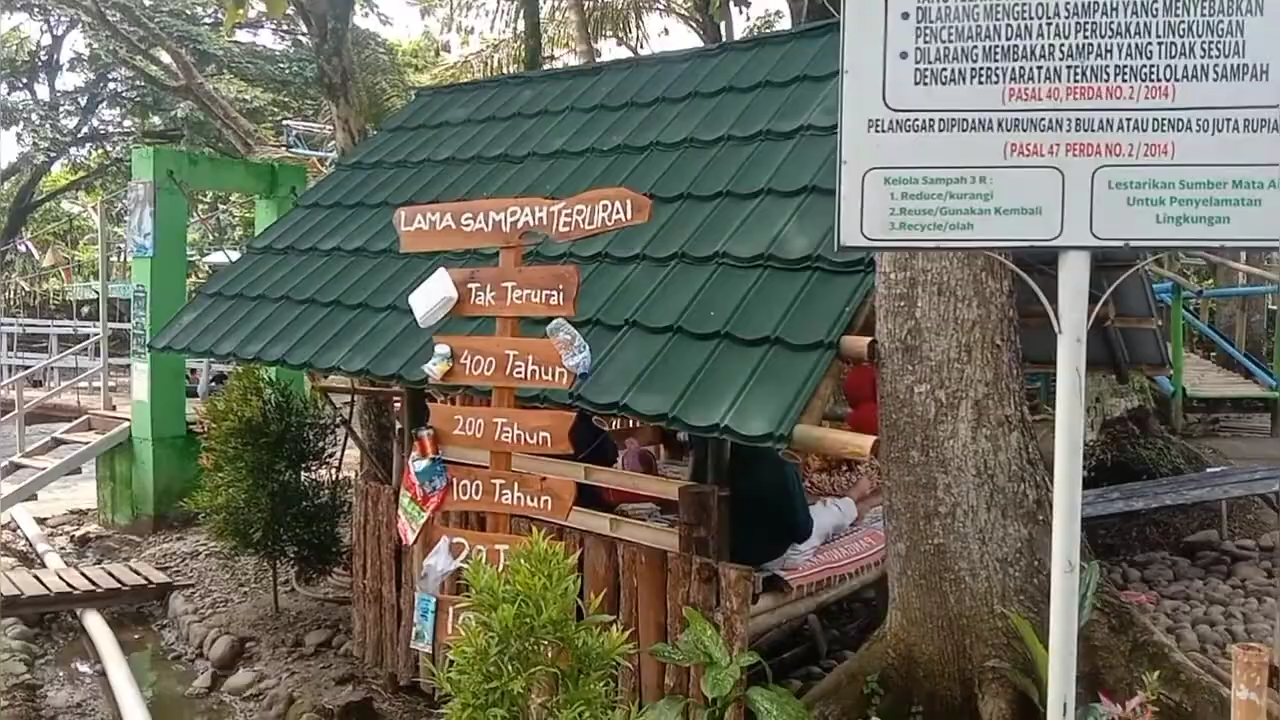 LAMA SAMPAH TERURAI
Tak Terurai
400 Tahun
200 Tahun
100 Tahun
20
DILARANG MENGELOLA SAMPAH YANG MENYEBABKAN
PENCEMARAN DAN ATAU PERUSAKAN LINGKUNGAN
DILARANG MEMBAKAR SAMPAH YANG TIDAK SESUAI
DENGAN PERSYARATAN TEKNIS PENGELOLAAN SAMPAH
( PASAL 40, PERDA NO. 2 / 2014 )
PELANGGAR DIPIDANA KURUNGAN 3 BULAN ATAU DENDA 50 JUTA RUPIA
( PASAL 47 PERDA NO. 2 / 2014 )
Kelola Sampah 3 R :
1. Reduce/kurangi
2.Reuse/Gunakan Kembali
3.Recycle/olah
Lestarikan Sumber Mata A
Untuk Penyelamatan
Lingkungan